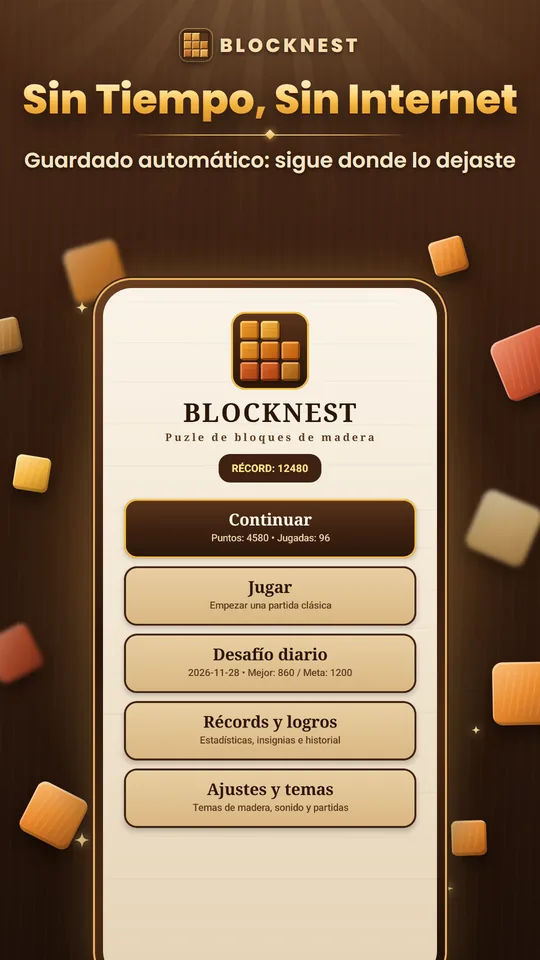 BLOCKNEST
Sin Tiempo, Sin Internet
Guardado automático: sigue donde lo dejaste
BLOCKNEST
Puzle de bloques de madera
RÉCORD: 12480
Continuar
Puntos: 4580 • Jugadas: 96
Jugar
Empezar una partida clásica
Desafío diario
2026-11-28 • Mejor: 860 / Meta: 1200
Récords y logros
Estadísticas, insignias e historial
Ajustes y temas
Temas de madera, sonido y partidas